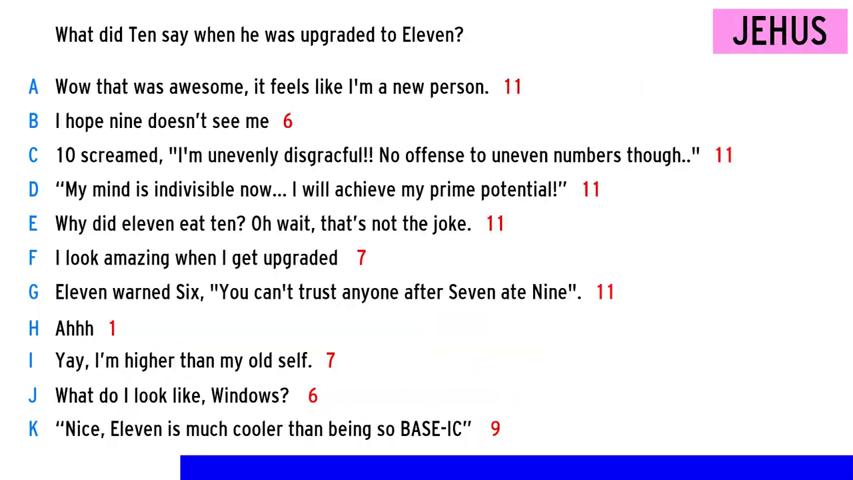 What did Ten say when he was upgraded to Eleven?
JEHUS
A Wow that was awesome, it feels like I'm a new person. 11
B I hope nine doesn’t see me 6
C 10 screamed, "I'm unevenly disgracful!! No offense to uneven numbers though.." 11
D “My mind is indivisible now... I will achieve my prime potential!” 11
E Why did eleven eat ten? Oh wait, that’s not the joke. 11
F I look amazing when I get upgraded 7
G Eleven warned Six, "You can't trust anyone after Seven ate Nine". 11
H Ahhh 1
I Yay, I’m higher than my old self. 7
J What do I look like, Windows? 6
K “Nice, Eleven is much cooler than being so BASE-IC” 9